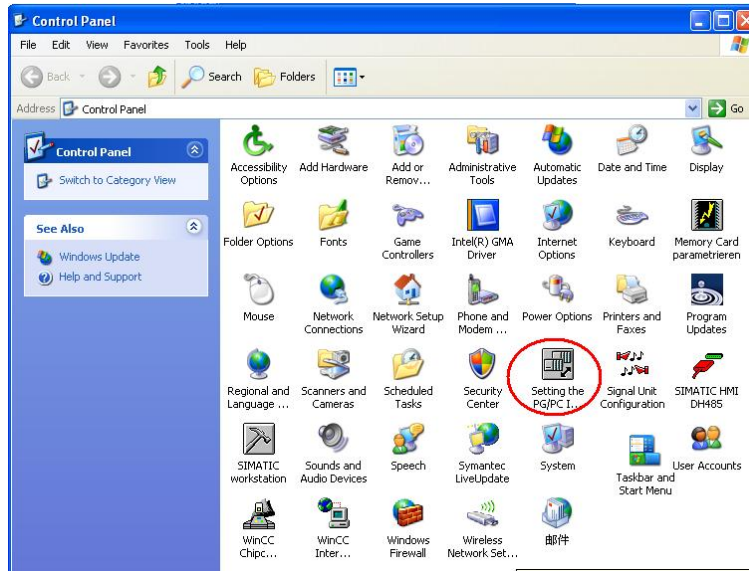 Control Panel
File Edit View Favorites Tools Help
Back Search Folders
Address Control Panel Go
Control Panel
Switch to Category View
See Also
Windows Update
Help and Support
Accessibility Options
Add Hardware
Add or Remov...
Administrative Tools
Automatic Updates
Date and Time
Display
Folder Options
Fonts
Game Controllers
Intel(R) GMA Driver
Internet Options
Keyboard
Memory Card parametrieren
Mouse
Network Connections
Network Setup Wizard
Phone and Modem ...
Power Options
Printers and Faxes
Program Updates
Regional and Language ...
Scanners and Cameras
Scheduled Tasks
Security Center
Setting the PG/PC I...
Signal Unit Configuration
SIMATIC HMI DH485
SIMATIC workstation
Sounds and Audio Devices
Speech
Symantec LiveUpdate
System
Taskbar and Start Menu
User Accounts
WinCC Chipc...
WinCC Inter...
Windows Firewall
Wireless Network Set...
邮件